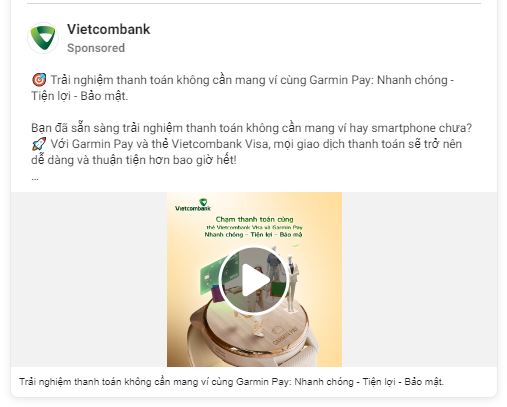 Vietcombank
Sponsored
🎯 Trải nghiệm thanh toán không cần mang ví cùng Garmin Pay: Nhanh chóng -
Tiện lợi - Bảo mật.
Bạn đã sẵn sàng trải nghiệm thanh toán không cần mang ví hay smartphone chưa?
🚀 Với Garmin Pay và thẻ Vietcombank Visa, mọi giao dịch thanh toán sẽ trở nên
dễ dàng và thuận tiện hơn bao giờ hết!
...
Vietcombank
Chạm thanh toán cùng
thẻ Vietcombank Visa và Garmin Pay
Nhanh chóng - Tiện lợi - Bảo mậ
GARMIN PAY
Trải nghiệm thanh toán không cần mang ví cùng Garmin Pay: Nhanh chóng - Tiện lợi - Bảo mật.